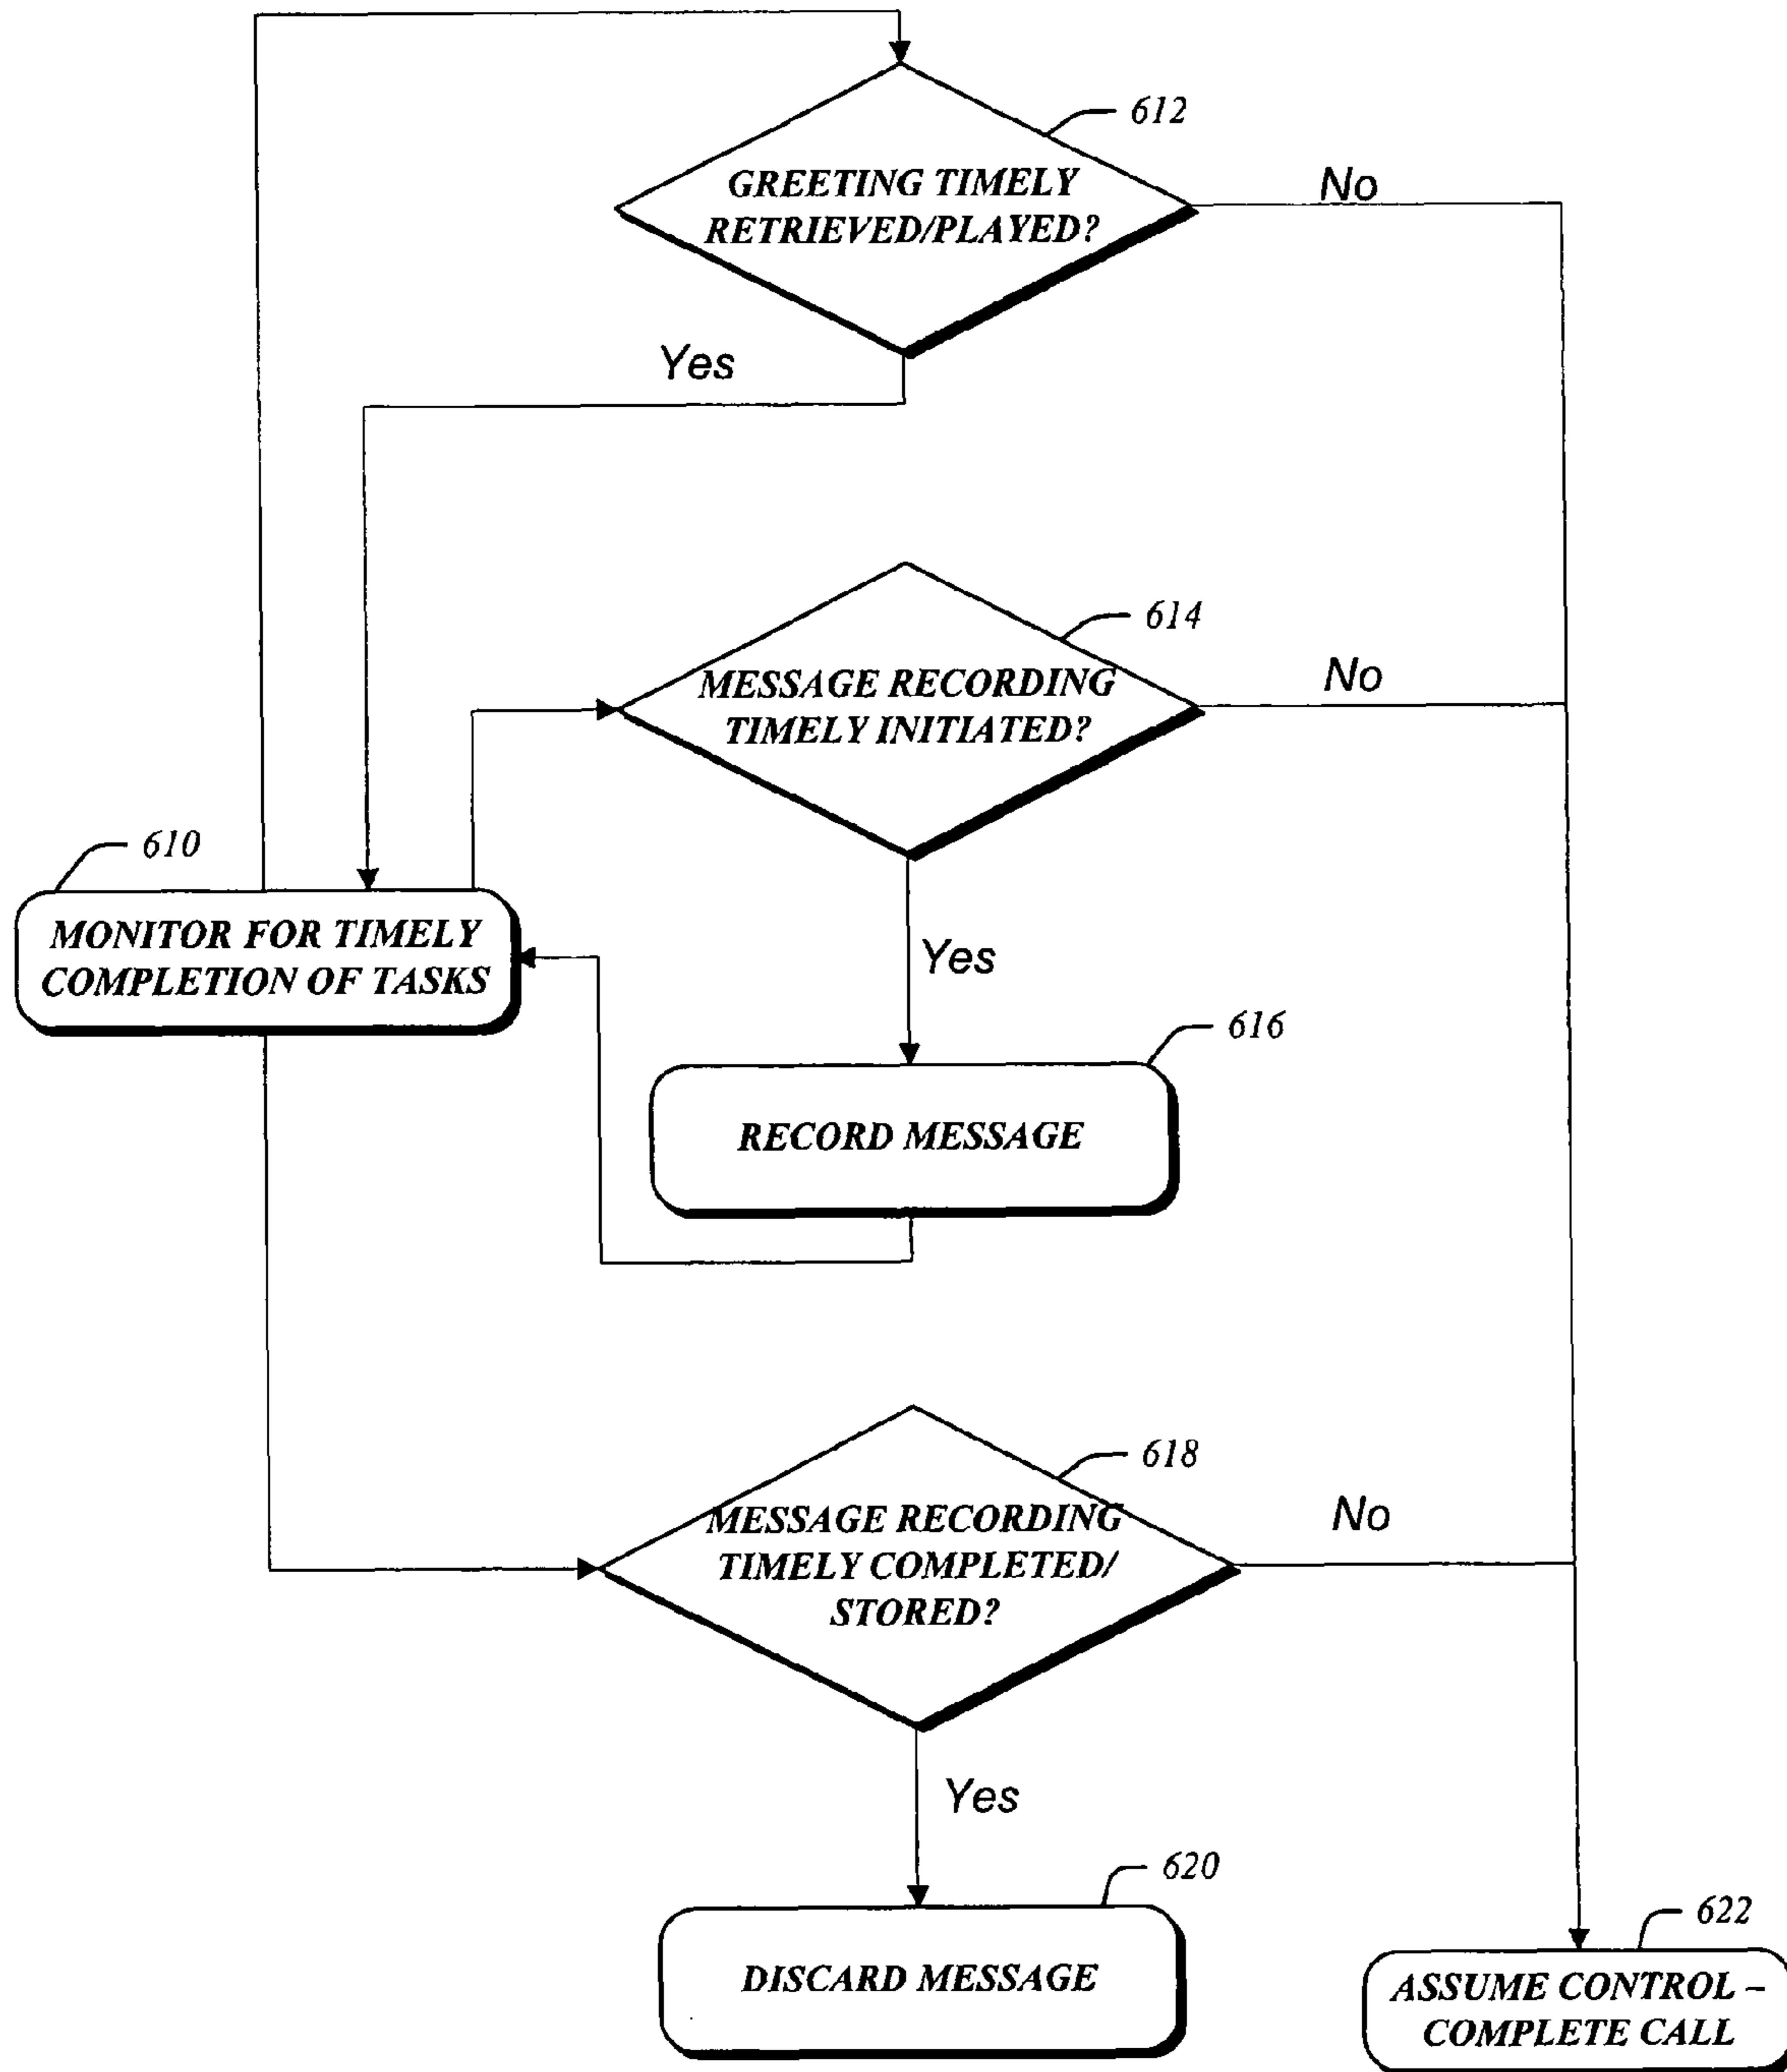 612
GREETING TIMELY
RETRIEVED/PLAYED?
No
Yes
614
MESSAGE RECORDING
TIMELY INITIATED?
No
610
MONITOR FOR TIMELY
COMPLETION OF TASKS
Yes
616
RECORD MESSAGE
618
MESSAGE RECORDING
TIMELY COMPLETED/
STORED?
No
Yes
620
DISCARD MESSAGE
622
ASSUME CONTROL –
COMPLETE CALL